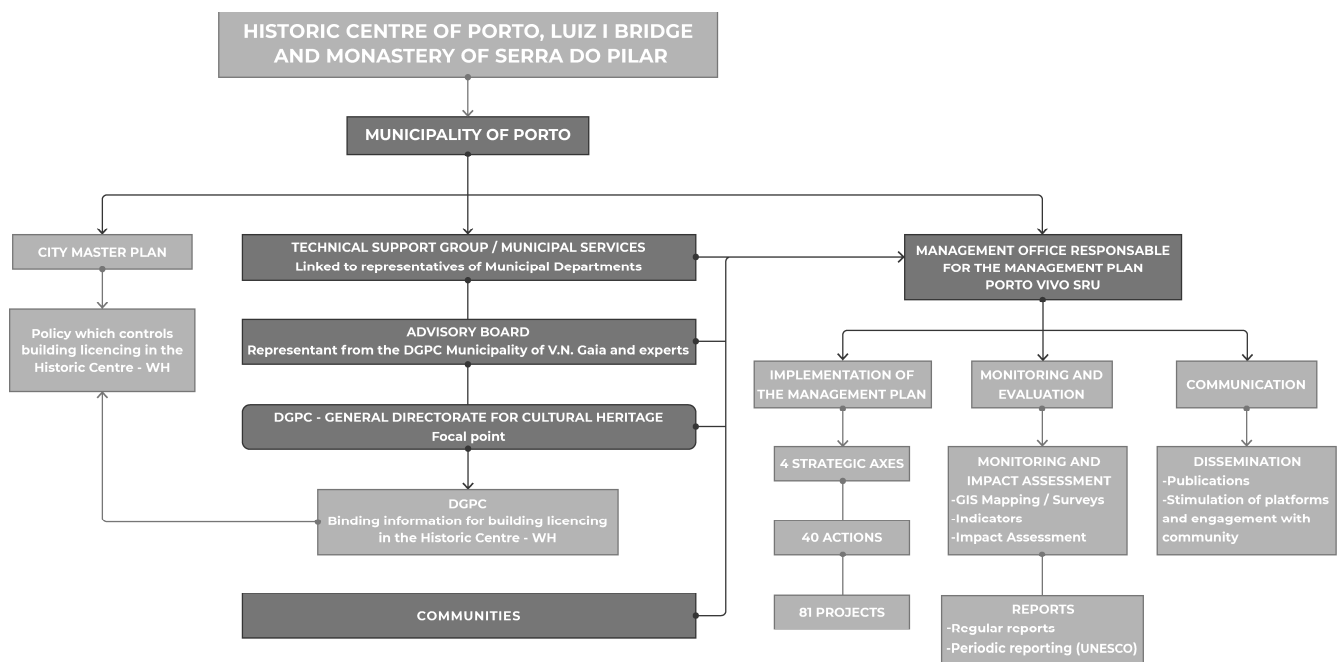 HISTORIC CENTRE OF PORTO, LUIZ I BRIDGE
AND MONASTERY OF SERRA DO PILAR
MUNICIPALITY OF PORTO
CITY MASTER PLAN
Policy which controls
building licencing in the
Historic Centre - WH
TECHNICAL SUPPORT GROUP / MUNICIPAL SERVICES
Linked to representatives of Municipal Departments
ADVISORY BOARD
Representant from the DGPC Municipality of V.N. Gaia and experts
DGPC - GENERAL DIRECTORATE FOR CULTURAL HERITAGE
Focal point
DGPC
Binding information for building licencing
in the Historic Centre - WH
COMMUNITIES
MANAGEMENT OFFICE RESPONSABLE
FOR THE MANAGEMENT PLAN
PORTO VIVO SRU
IMPLEMENTATION OF
THE MANAGEMENT PLAN
4 STRATEGIC AXES
40 ACTIONS
81 PROJECTS
MONITORING AND
EVALUATION
MONITORING AND
IMPACT ASSESSMENT
-GIS Mapping / Surveys
-Indicators
-Impact Assessment
REPORTS
-Regular reports
-Periodic reporting (UNESCO)
COMMUNICATION
DISSEMINATION
-Publications
-Stimulation of platforms
and engagement with
community